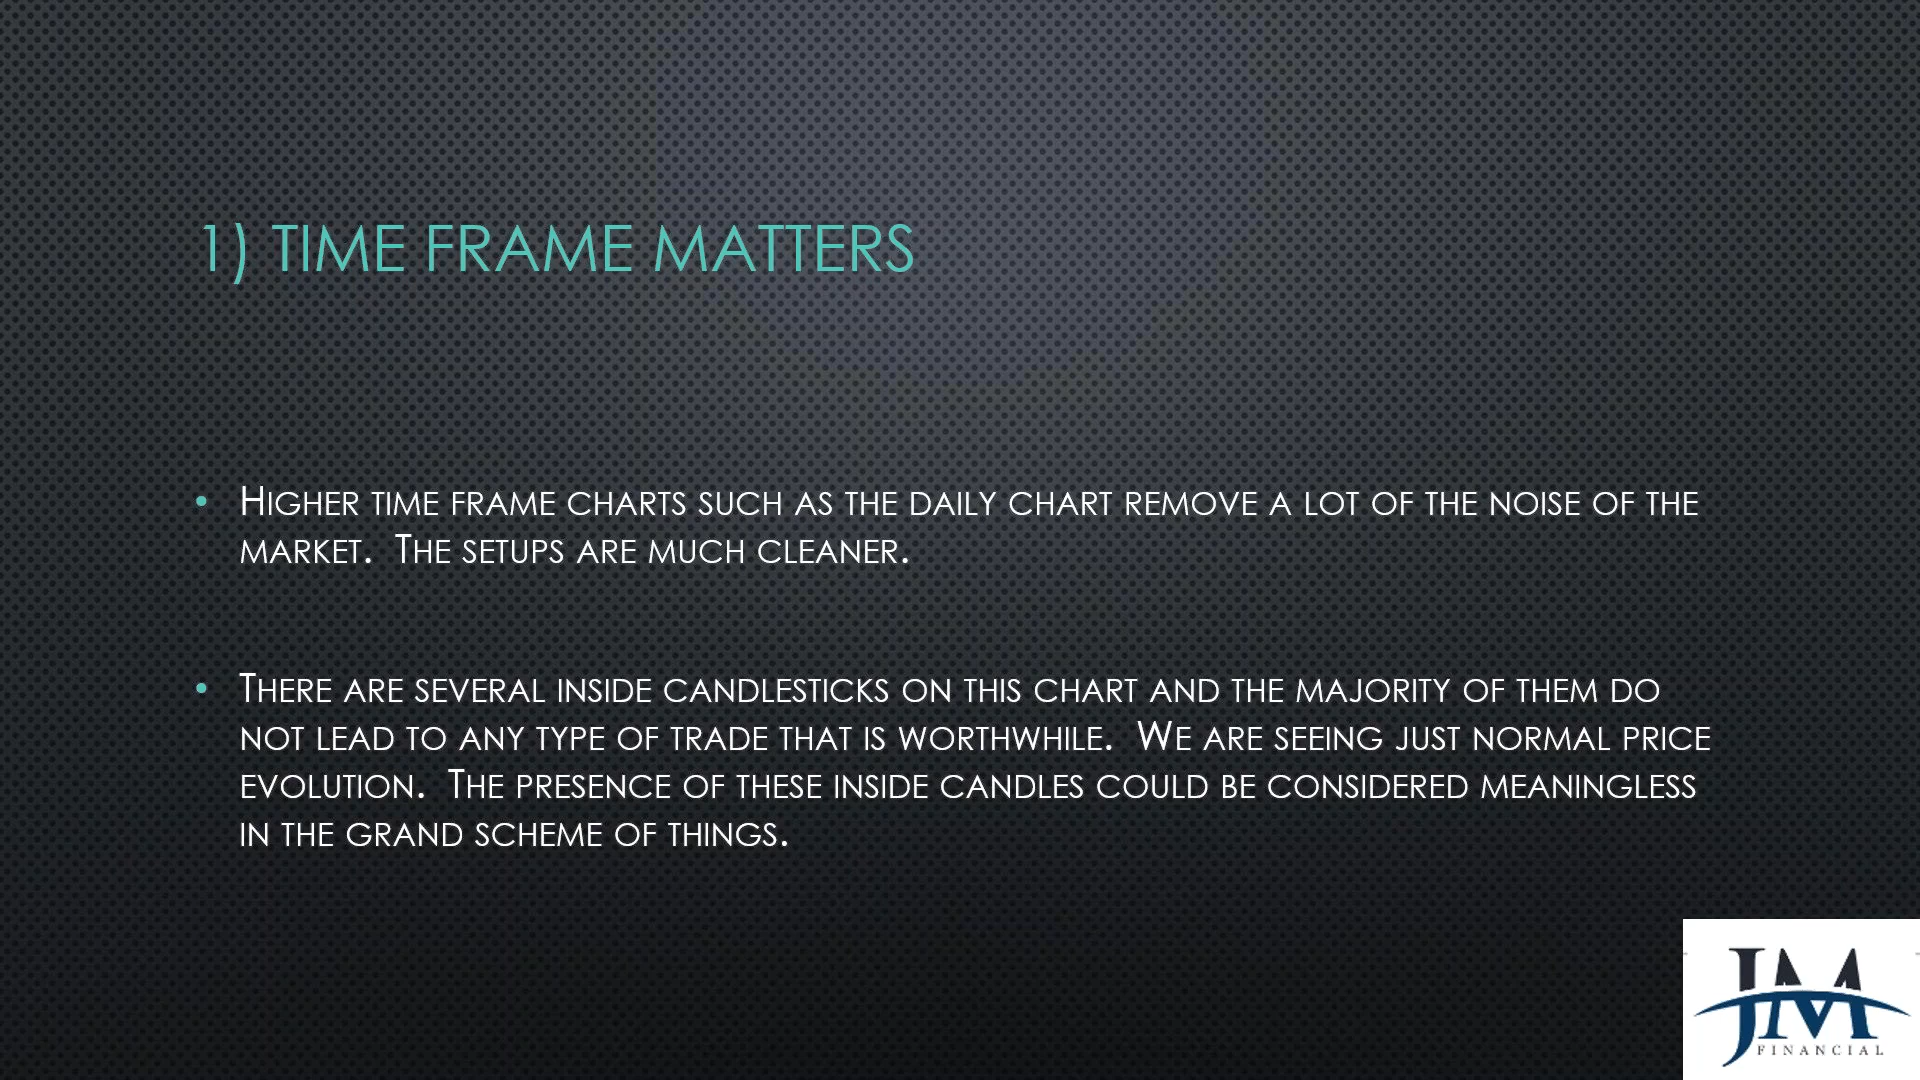 1) TIME FRAME MATTERS
• HIGHER TIME FRAME CHARTS SUCH AS THE DAILY CHART REMOVE A LOT OF THE NOISE OF THE
MARKET.  THE SETUPS ARE MUCH CLEANER.
• THERE ARE SEVERAL INSIDE CANDLESTICKS ON THIS CHART AND THE MAJORITY OF THEM DO
NOT LEAD TO ANY TYPE OF TRADE THAT IS WORTHWHILE.  WE ARE SEEING JUST NORMAL PRICE
EVOLUTION.  THE PRESENCE OF THESE INSIDE CANDLES COULD BE CONSIDERED MEANINGLESS
IN THE GRAND SCHEME OF THINGS.
JM
FINANCIAL